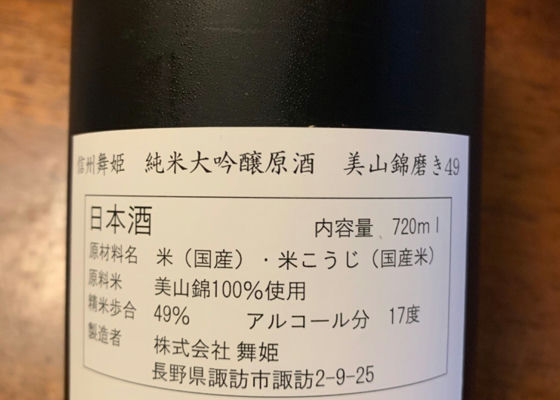 信州舞姫 純米大吟醸原酒 美山錦磨き49
日本酒 内容量 720ml
原材料名 米（国産）・米こうじ（国産米）
原料米 美山錦100%使用
精米歩合 49% アルコール分 17度
製造者 株式会社 舞姫
長野県諏訪市諏訪2-9-25